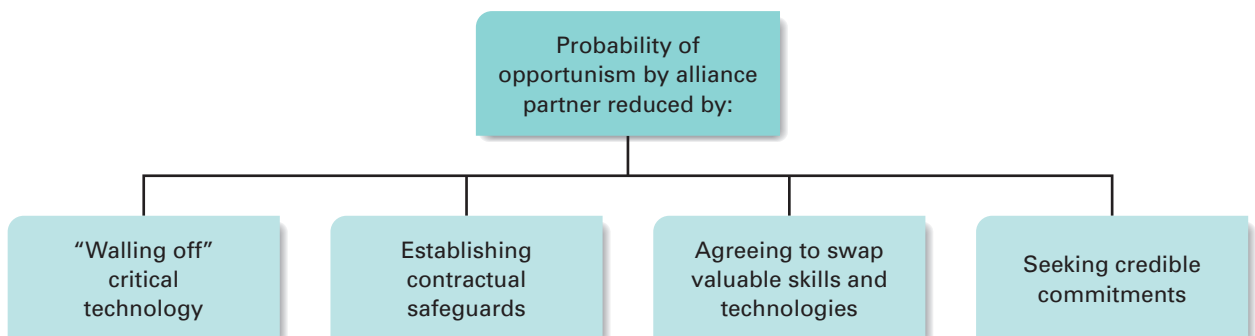 Probability of
opportunism by alliance
partner reduced by:
“Walling off”
critical
technology
Establishing
contractual
safeguards
Agreeing to swap
valuable skills and
technologies
Seeking credible
commitments